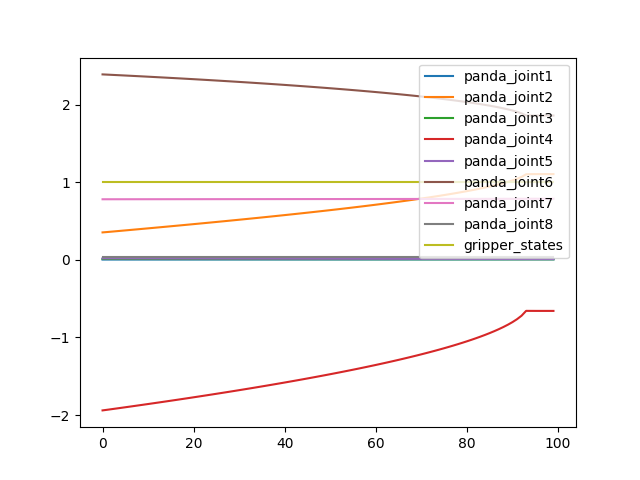 panda_joint1
panda_joint2
panda_joint3
panda_joint4
panda_joint5
panda_joint6
panda_joint7
panda_joint8
gripper_states
2
1
0
−1
−2
0 20 40 60 80 100